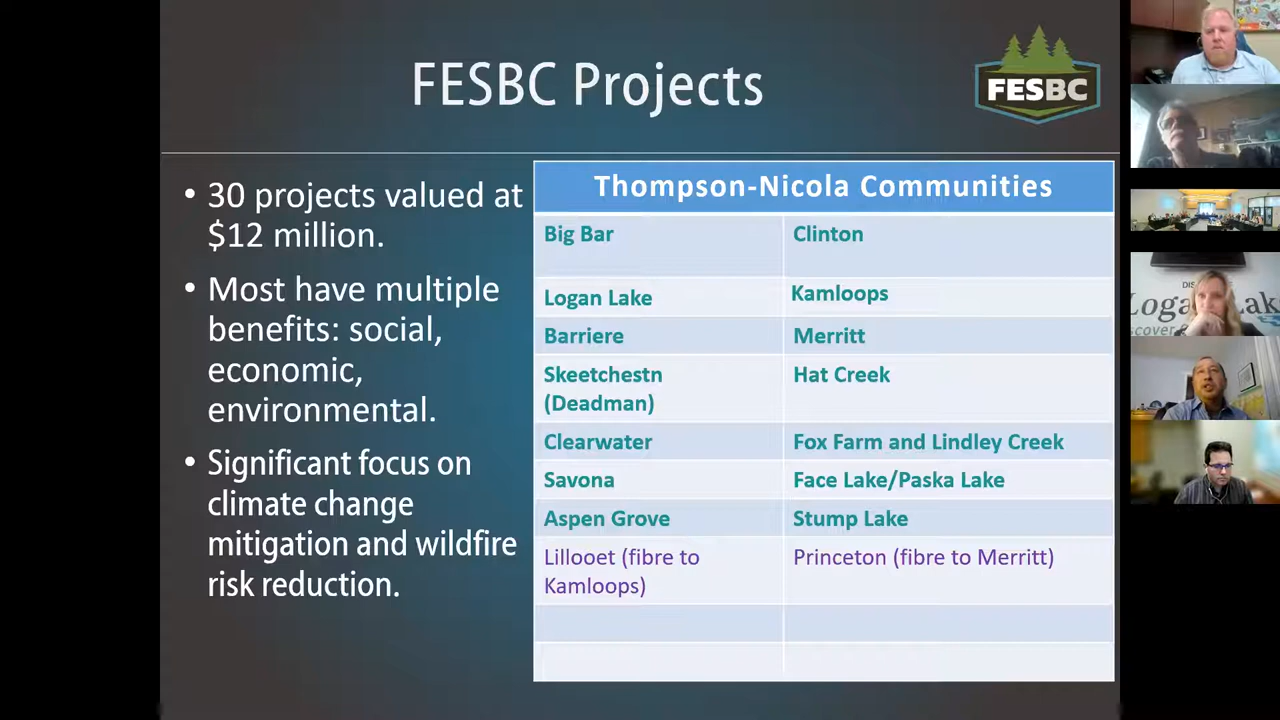 FESBC Projects
FESBC
• 30 projects valued at
$12 million.
• Most have multiple
benefits: social,
economic,
environmental.
• Significant focus on
climate change
mitigation and wildfire
risk reduction.
Thompson-Nicola Communities
Big Bar
Clinton
Logan Lake
Kamloops
Barriere
Merritt
Skeetchestn
(Deadman)
Hat Creek
Clearwater
Fox Farm and Lindley Creek
Savona
Face Lake/Paska Lake
Aspen Grove
Stump Lake
Lillooet (fibre to
Kamloops)
Princeton (fibre to Merritt)